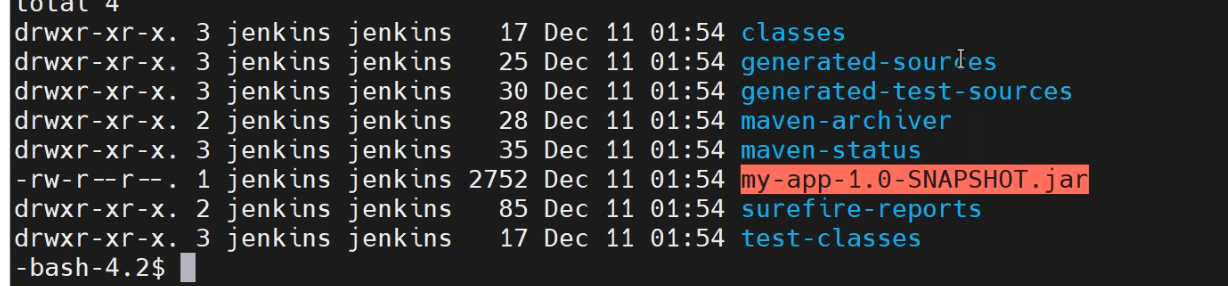 total 4
drwxr-xr-x. 3 jenkins jenkins   17 Dec 11 01:54 classes
drwxr-xr-x. 3 jenkins jenkins   25 Dec 11 01:54 generated-sources
drwxr-xr-x. 3 jenkins jenkins   30 Dec 11 01:54 generated-test-sources
drwxr-xr-x. 2 jenkins jenkins   28 Dec 11 01:54 maven-archiver
drwxr-xr-x. 3 jenkins jenkins   35 Dec 11 01:54 maven-status
-rw-r--r--. 1 jenkins jenkins 2752 Dec 11 01:54 my-app-1.0-SNAPSHOT.jar
drwxr-xr-x. 2 jenkins jenkins   85 Dec 11 01:54 surefire-reports
drwxr-xr-x. 3 jenkins jenkins   17 Dec 11 01:54 test-classes
-bash-4.2$